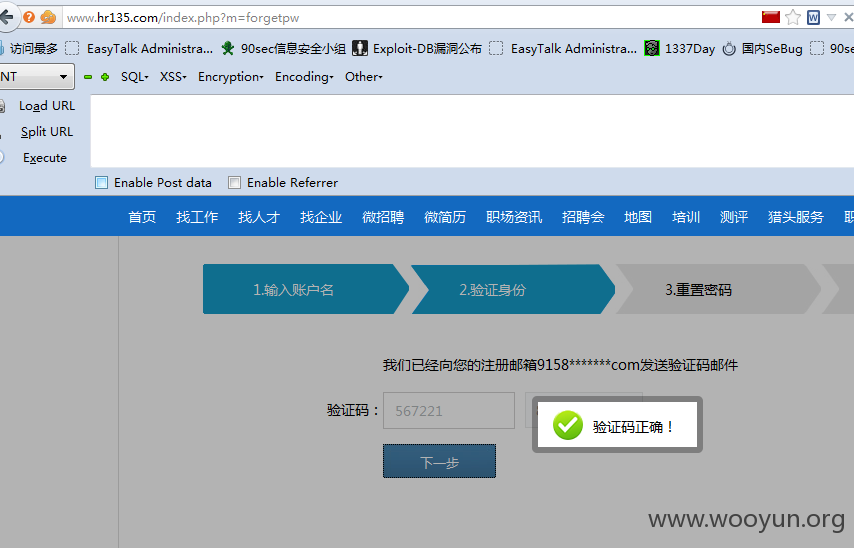 www.hr135.com/index.php?m=forgetpw
访问最多 EasyTalk Administra... 90sec信息安全小组 Exploit-DB漏洞公布 EasyTalk Administra... 1337Day 国内SeBug 90se
NT SQL XSS Encryption Encoding Other
Load URL
Split URL
Execute
Enable Post data Enable Referrer
首页 找工作 找人才 找企业 微招聘 微简历 职场资讯 招聘会 地图 培训 测评 猎头服务 职
1.输入账户名 2.验证身份 3.重置密码
我们已经向您的注册邮箱9158*******com发送验证码邮件
验证码: 567221
验证码正确!
下一步
www.wooyun.org